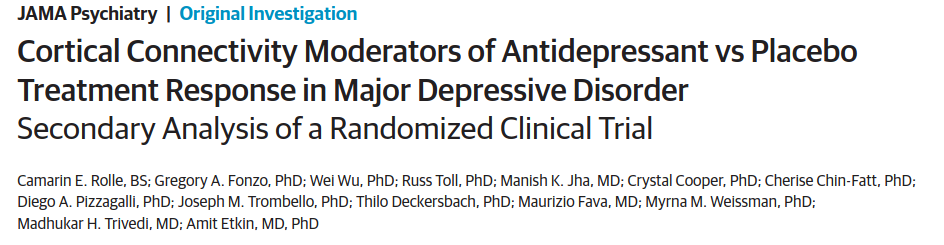 JAMA Psychiatry | Original Investigation
Cortical Connectivity Moderators of Antidepressant vs Placebo
Treatment Response in Major Depressive Disorder
Secondary Analysis of a Randomized Clinical Trial
Camarin E. Rolle, BS; Gregory A. Fonzo, PhD; Wei Wu, PhD; Russ Toll, PhD; Manish K. Jha, MD; Crystal Cooper, PhD; Cherise Chin-Fatt, PhD;
Diego A. Pizzagalli, PhD; Joseph M. Trombello, PhD; Thilo Deckersbach, PhD; Maurizio Fava, MD; Myrna M. Weissman, PhD;
Madhukar H. Trivedi, MD; Amit Etkin, MD, PhD